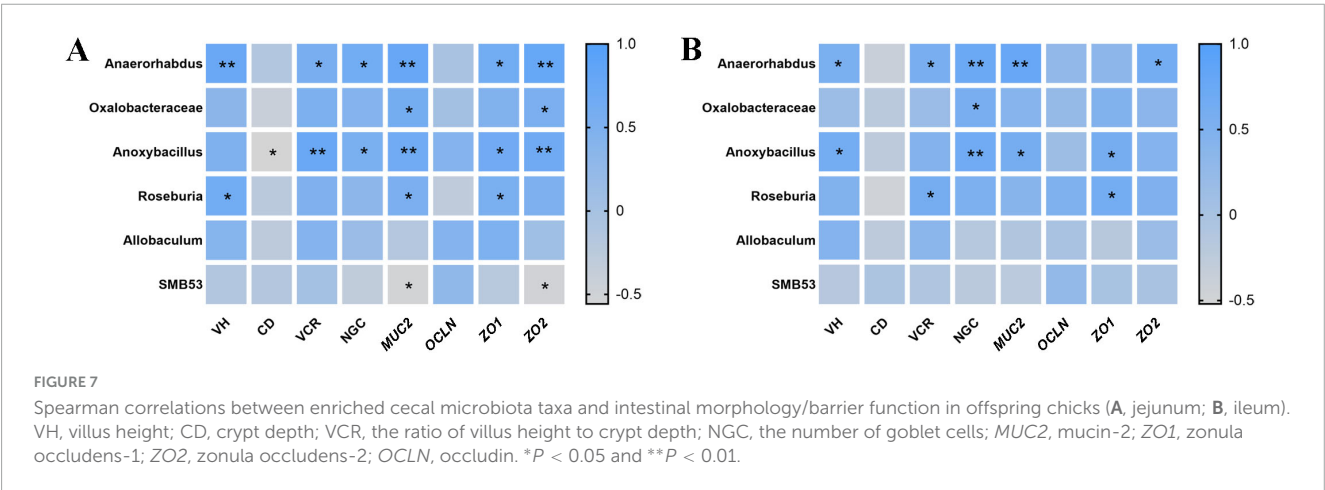 A
Anaerorhabdus ** * * ** * **
Oxalobacteraceae * *
Anoxybacillus * ** * ** * **
Roseburia * * *
Allobaculum
SMB53 * *
VH CD VCR NGC MUC2 OCLN ZO1 ZO2
1.0
0.5
0
-0.5
B
Anaerorhabdus * * ** ** *
Oxalobacteraceae *
Anoxybacillus * ** * *
Roseburia * *
Allobaculum
SMB53
VH CD VCR NGC MUC2 OCLN ZO1 ZO2
1.0
0.5
0
-0.5
FIGURE 7
Spearman correlations between enriched cecal microbiota taxa and intestinal morphology/barrier function in offspring chicks (A, jejunum; B, ileum).
VH, villus height; CD, crypt depth; VCR, the ratio of villus height to crypt depth; NGC, the number of goblet cells; MUC2, mucin-2; ZO1, zonula
occludens-1; ZO2, zonula occludens-2; OCLN, occludin. *P < 0.05 and **P < 0.01.